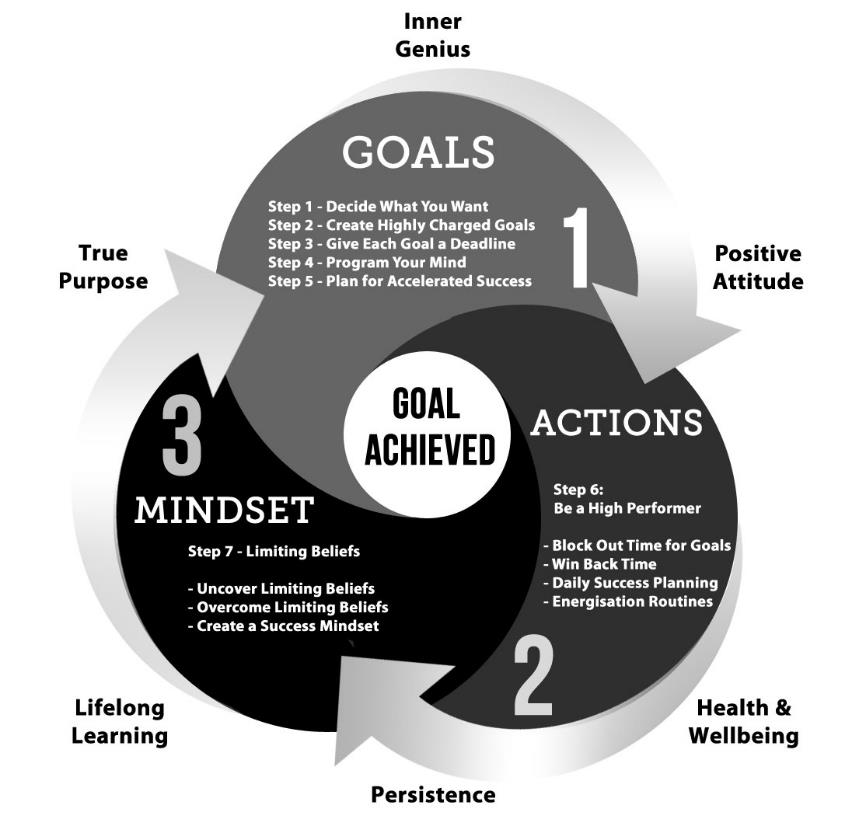 Inner
Genius
GOALS
Step 1 - Decide What You Want
Step 2 - Create Highly Charged Goals
Step 3 - Give Each Goal a Deadline
Step 4 - Program Your Mind
Step 5 - Plan for Accelerated Success
1
True
Purpose
Positive
Attitude
GOAL
ACHIEVED
ACTIONS
Step 6:
Be a High Performer
- Block Out Time for Goals
- Win Back Time
- Daily Success Planning
- Energisation Routines
2
3
MINDSET
Step 7 - Limiting Beliefs
- Uncover Limiting Beliefs
- Overcome Limiting Beliefs
- Create a Success Mindset
Lifelong
Learning
Health &
Wellbeing
Persistence